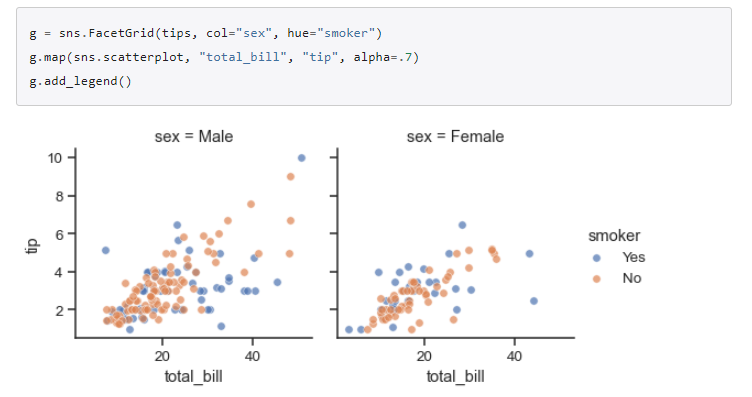 g = sns.FacetGrid(tips, col="sex", hue="smoker")
g.map(sns.scatterplot, "total_bill", "tip", alpha=.7)
g.add_legend()
sex = Male
sex = Female
10
8
6
4
2
tip
20
40
total_bill
20
40
total_bill
smoker
Yes
No